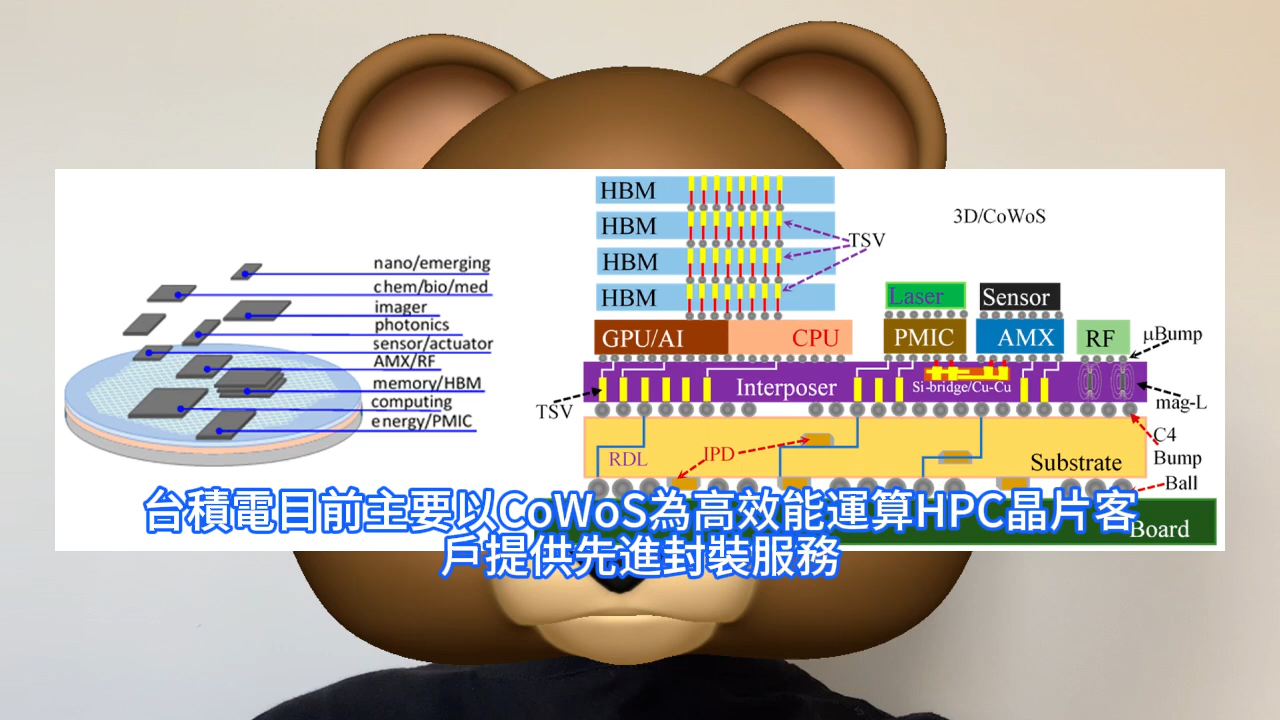 nano/emerging
chem/bio/med
imager
photonics
sensor/actuator
AMX/RF
memory/HBM
computing
energy/PMIC
HBM
HBM
HBM
HBM
TSV
3D/CoWoS
Laser
Sensor
GPU/AI
CPU
PMIC
AMX
RF
μBump
Interposer
Si-bridge/Cu-Cu
TSV
mag-L
RDL
IPD
Substrate
C4
Bump
Ball
Board
台積電目前主要以CoWoS為高效能運算HPC晶片客
戶提供先進封裝服務